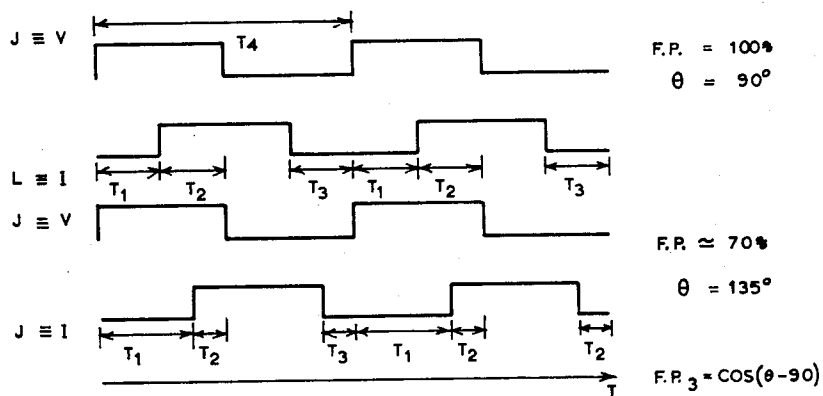 J ≡ V
T4
F.P. = 100%
θ = 90°
L ≡ I
T1 T2 T3 T1 T2 T3
J ≡ V
F.P. ≃ 70%
θ = 135°
J ≡ I
T1 T2 T3 T1 T2 T2
T
F.P.3 = COS(θ-90)